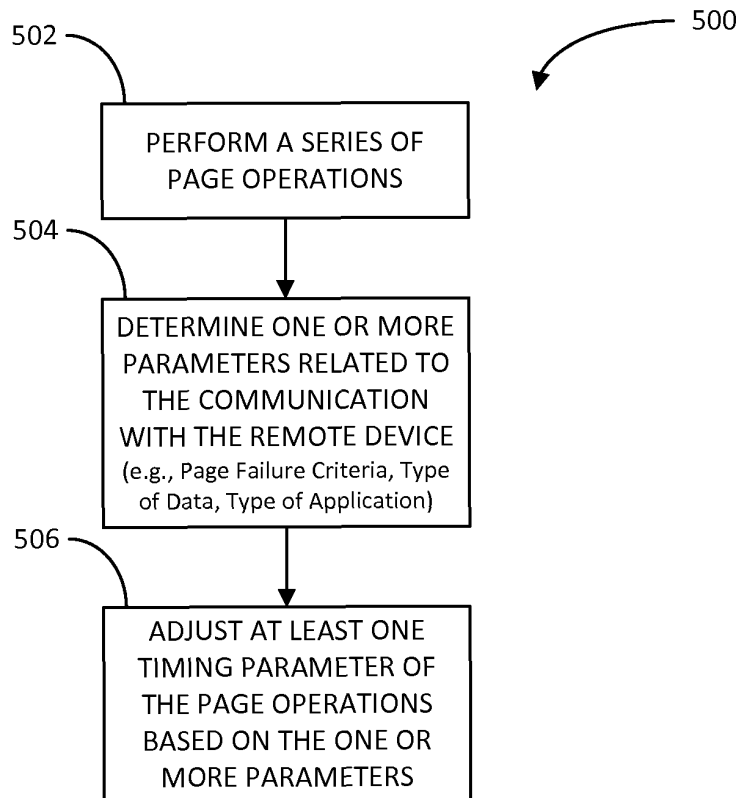 500
502
PERFORM A SERIES OF
PAGE OPERATIONS
504
DETERMINE ONE OR MORE
PARAMETERS RELATED TO
THE COMMUNICATION
WITH THE REMOTE DEVICE
(e.g., Page Failure Criteria, Type
of Data, Type of Application)
506
ADJUST AT LEAST ONE
TIMING PARAMETER OF
THE PAGE OPERATIONS
BASED ON THE ONE OR
MORE PARAMETERS